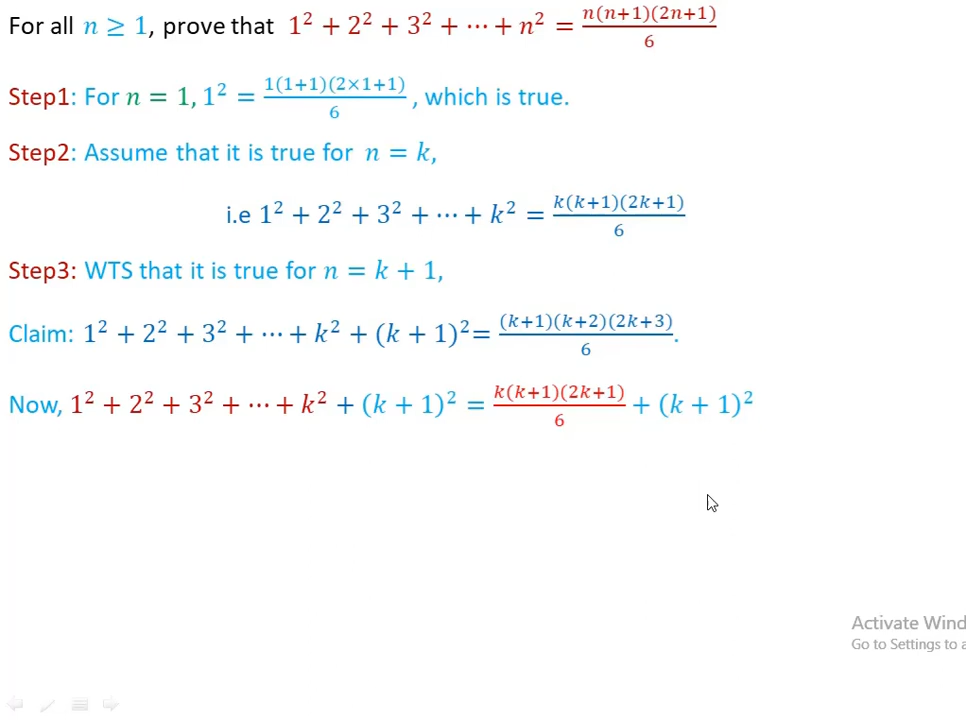 For all n ≥ 1, prove that 1² + 2² + 3² + ⋯ + n² = n(n+1)(2n+1)/6
Step1: For n = 1, 1² = 1(1+1)(2×1+1)/6 , which is true.
Step2: Assume that it is true for n = k,
i.e 1² + 2² + 3² + ⋯ + k² = k(k+1)(2k+1)/6
Step3: WTS that it is true for n = k + 1,
Claim: 1² + 2² + 3² + ⋯ + k² + (k + 1)²= (k+1)(k+2)(2k+3)/6.
Now, 1² + 2² + 3² + ⋯ + k² + (k + 1)² = k(k+1)(2k+1)/6 + (k + 1)²
Activate Wind
Go to Settings to a